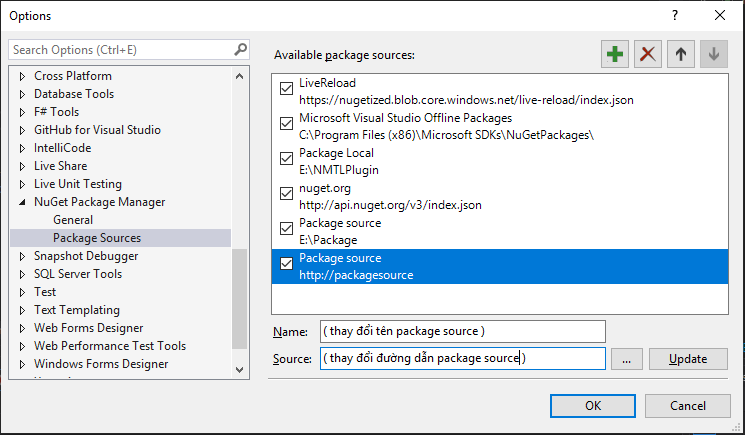 Options
Search Options (Ctrl+E)
Cross Platform
Database Tools
F# Tools
GitHub for Visual Studio
IntelliCode
Live Share
Live Unit Testing
NuGet Package Manager
General
Package Sources
Snapshot Debugger
SQL Server Tools
Test
Text Templating
Web Forms Designer
Web Performance Test Tools
Windows Forms Designer
Available package sources:
LiveReload
https://nugetized.blob.core.windows.net/live-reload/index.json
Microsoft Visual Studio Offline Packages
C:\Program Files (x86)\Microsoft SDKs\NuGetPackages\
Package Local
E:\NMTLPlugin
nuget.org
http://api.nuget.org/v3/index.json
Package source
E:\Package
Package source
http://packagesource
Name: ( thay đổi tên package source )
Source: ( thay đổi đường dẫn package source ) ... Update
OK Cancel